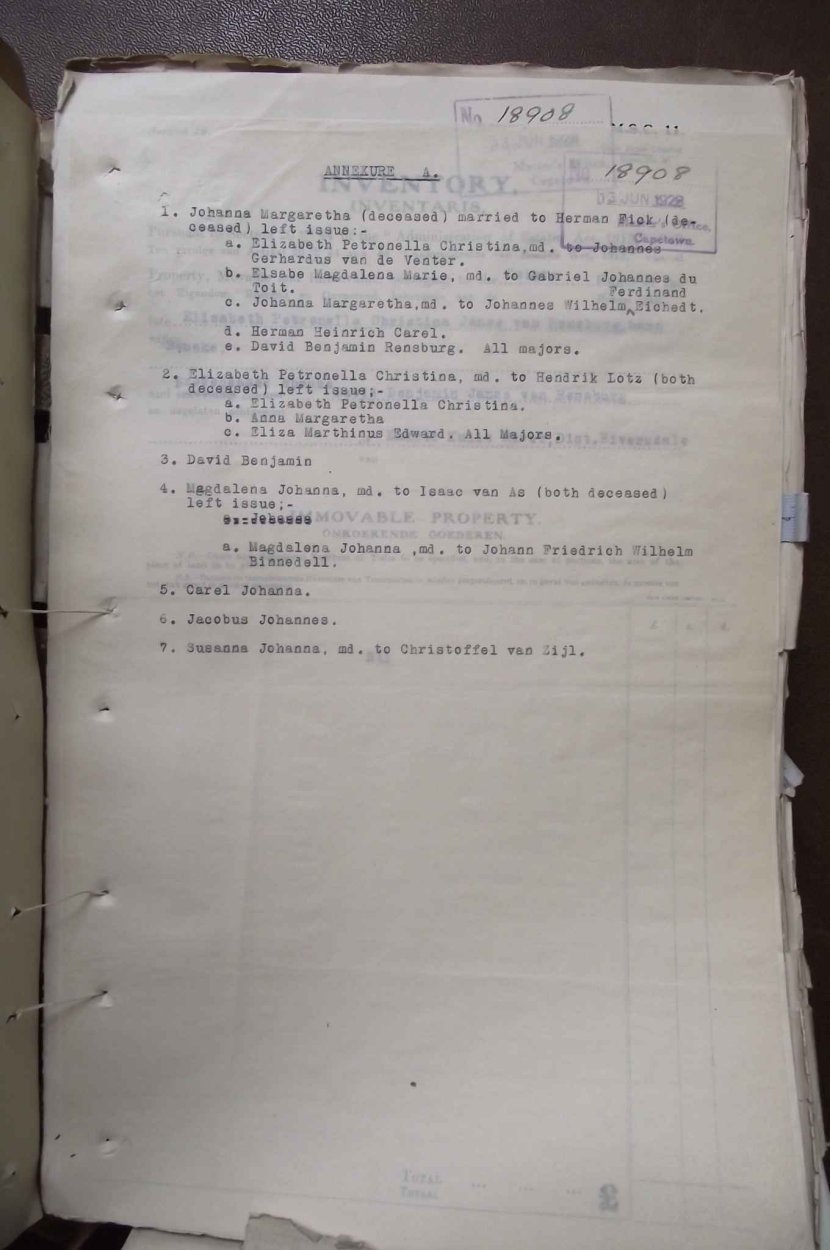 No 18908
M.S.C. 11
No 18908
03 JUN 1928
Capetown.
ANNEXURE A.
INVENTORY.
INVENTARIS.
1. Johanna Margaretha (deceased) married to Herman Fick (de-
ceased) left issue:-
a. Elizabeth Petronella Christina,md. to Johannes
Gerhardus van de Venter.
b. Elsabe Magdalena Marie, md. to Gabriel Johannes du
Toit. Ferdinand
c. Johanna Margaretha,md. to Johannes Wilhelm^Eichedt.
d. Herman Heinrich Carel.
e. David Benjamin Rensburg. All majors.
2. Elizabeth Petronella Christina, md. to Hendrik Lotz (both
deceased) left issue;-
a. Elizabeth Petronella Christina.
b. Anna Margaretha
c. Eliza Marthinus Edward. All Majors.
3. David Benjamin
4. Magdalena Johanna, md. to Isaac van As (both deceased)
left issue;-
IMMOVABLE PROPERTY.
ONROERENDE GOEDEREN.
a. Magdalena Johanna ,md. to Johann Friedrich Wilhelm
Binnedell.
5. Carel Johanna.
6. Jacobus Johannes.
7. Susanna Johanna, md. to Christoffel van Zijl.
TOTAL
TOTAAL
2